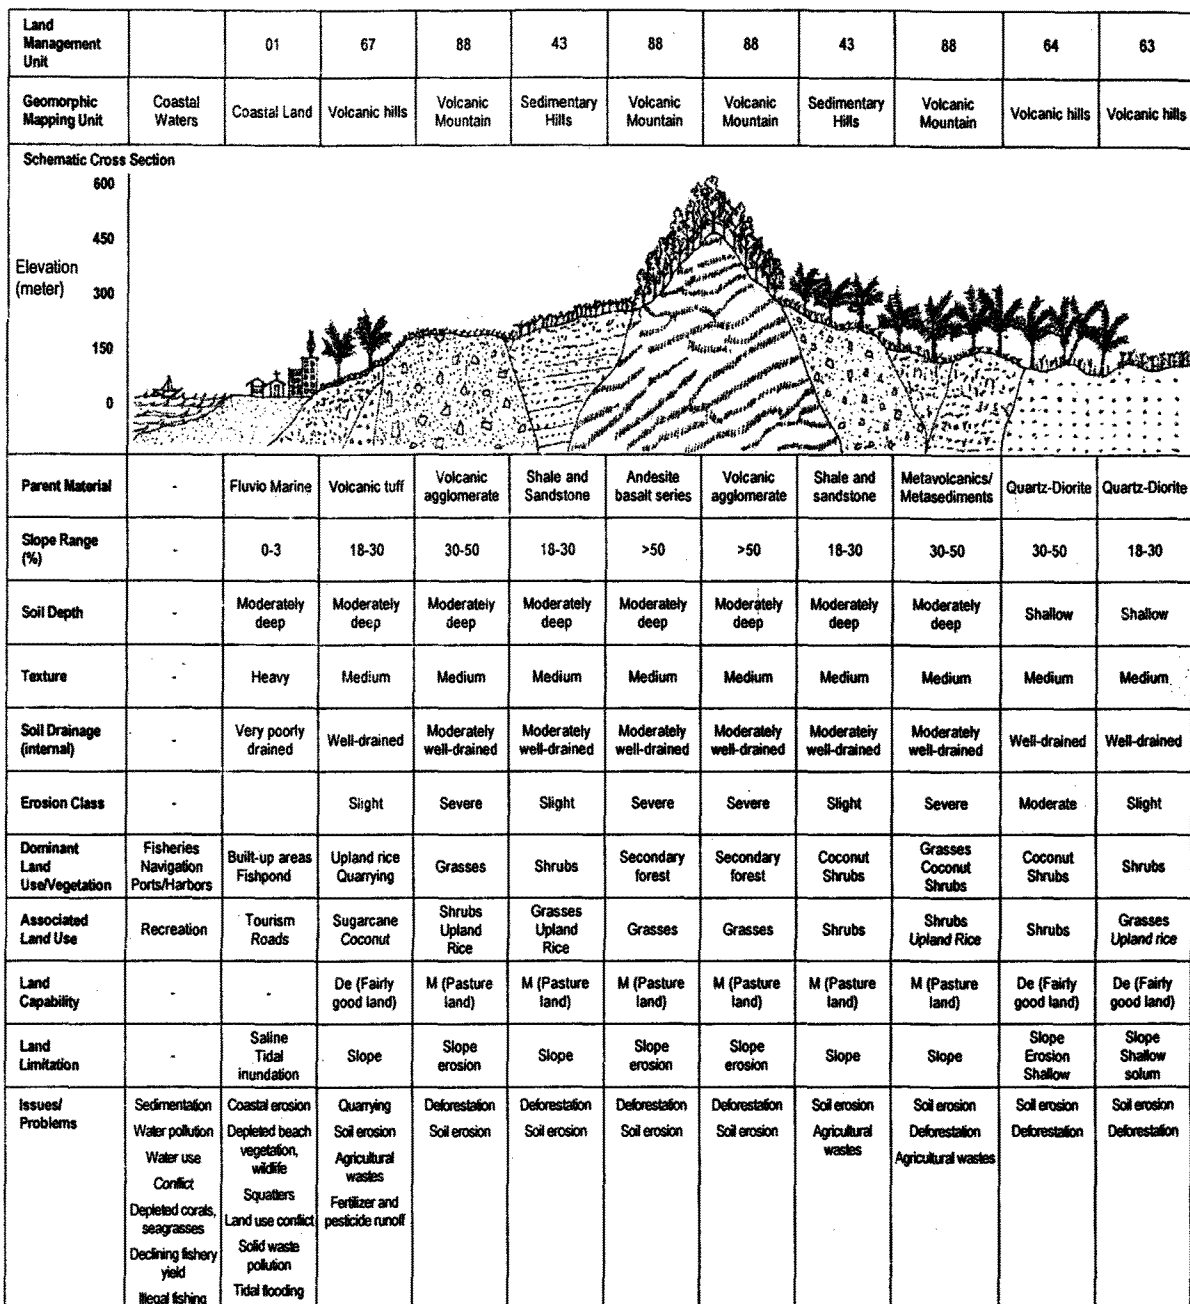 Land Management Unit | | 01 | 67 | 88 | 43 | 88 | 88 | 43 | 88 | 64 | 63
Geomorphic Mapping Unit | Coastal Waters | Coastal Land | Volcanic hills | Volcanic Mountain | Sedimentary Hills | Volcanic Mountain | Volcanic Mountain | Sedimentary Hills | Volcanic Mountain | Volcanic hills | Volcanic hills
Schematic Cross Section
600
450
Elevation (meter)
300
150
0
Parent Material | - | Fluvio Marine | Volcanic tuff | Volcanic agglomerate | Shale and Sandstone | Andesite basalt series | Volcanic agglomerate | Shale and sandstone | Metavolcanics/ Metasediments | Quartz-Diorite | Quartz-Diorite
Slope Range (%) | - | 0-3 | 18-30 | 30-50 | 18-30 | >50 | >50 | 18-30 | 30-50 | 30-50 | 18-30
Soil Depth | - | Moderately deep | Moderately deep | Moderately deep | Moderately deep | Moderately deep | Moderately deep | Moderately deep | Moderately deep | Shallow | Shallow
Texture | - | Heavy | Medium | Medium | Medium | Medium | Medium | Medium | Medium | Medium | Medium
Soil Drainage (internal) | - | Very poorly drained | Well-drained | Moderately well-drained | Moderately well-drained | Moderately well-drained | Moderately well-drained | Moderately well-drained | Moderately well-drained | Well-drained | Well-drained
Erosion Class | - | | Slight | Severe | Slight | Severe | Severe | Slight | Severe | Moderate | Slight
Dominant Land Use/Vegetation | Fisheries Navigation Ports/Harbors | Built-up areas Fishpond | Upland rice Quarrying | Grasses | Shrubs | Secondary forest | Secondary forest | Coconut Shrubs | Grasses Coconut Shrubs | Coconut Shrubs | Shrubs
Associated Land Use | Recreation | Tourism Roads | Sugarcane Coconut | Shrubs Upland Rice | Grasses Upland Rice | Grasses | Grasses | Shrubs | Shrubs Upland Rice | Shrubs | Grasses Upland rice
Land Capability | - | - | De (Fairly good land) | M (Pasture land) | M (Pasture land) | M (Pasture land) | M (Pasture land) | M (Pasture land) | M (Pasture land) | De (Fairly good land) | De (Fairly good land)
Land Limitation | - | Saline Tidal inundation | Slope | Slope erosion | Slope | Slope erosion | Slope erosion | Slope | Slope | Slope Erosion Shallow | Slope Shallow solum
Issues/ Problems | Sedimentation | Coastal erosion | Quarrying | Deforestation | Deforestation | Deforestation | Deforestation | Soil erosion | Soil erosion | Soil erosion | Soil erosion
Water pollution | Depleted beach vegetation, wildlife | Soil erosion | Soil erosion | Soil erosion | Soil erosion | Soil erosion | Agricultural wastes | Deforestation | Deforestation | Deforestation
Water use | Agricultural wastes | Agricultural wastes
Conflict | Squatters | Fertilizer and pesticide runoff
Depleted corals, seagrasses | Land use conflict
Declining fishery yield | Solid waste pollution
Illegal fishing | Tidal flooding